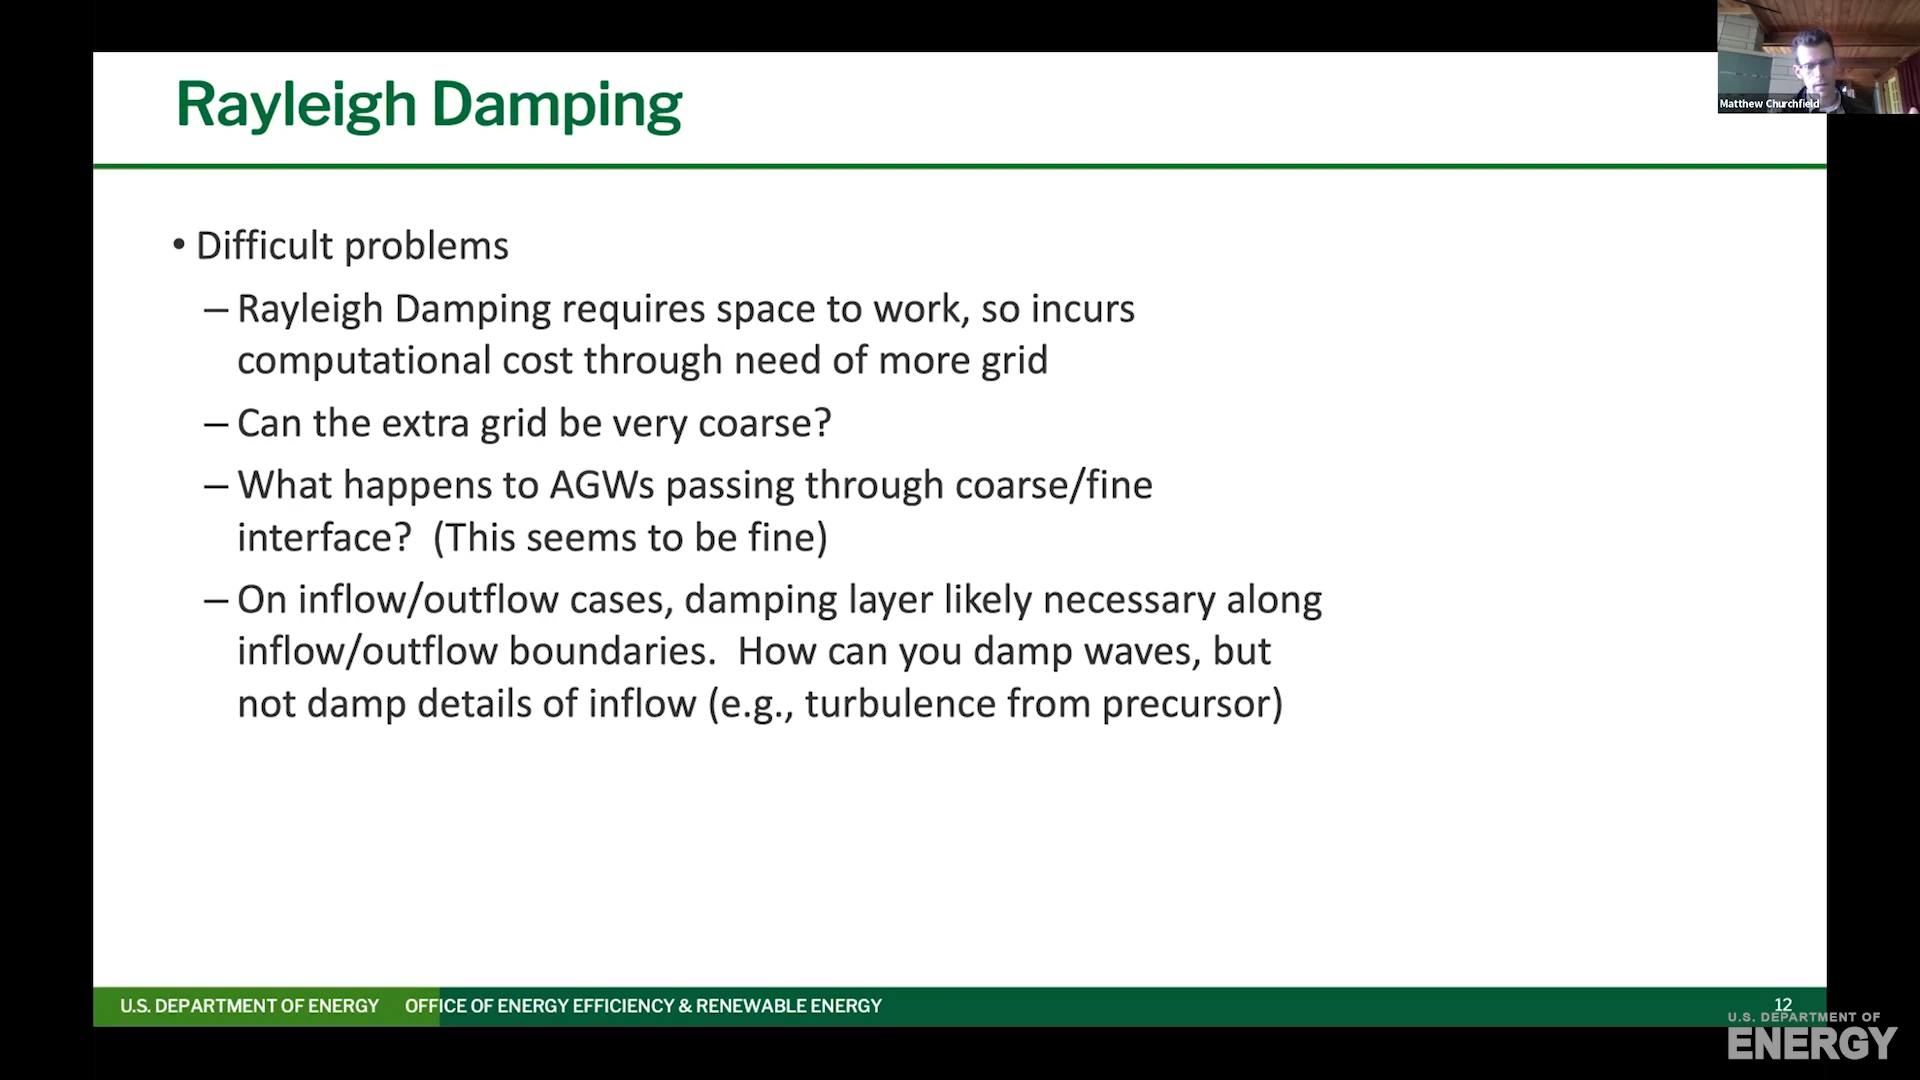 Matthew Churchfield
Rayleigh Damping
• Difficult problems
– Rayleigh Damping requires space to work, so incurs
computational cost through need of more grid
– Can the extra grid be very coarse?
– What happens to AGWs passing through coarse/fine
interface?  (This seems to be fine)
– On inflow/outflow cases, damping layer likely necessary along
inflow/outflow boundaries.  How can you damp waves, but
not damp details of inflow (e.g., turbulence from precursor)
U.S. DEPARTMENT OF ENERGY OFFICE OF ENERGY EFFICIENCY & RENEWABLE ENERGY
12
U.S. DEPARTMENT OF
ENERGY